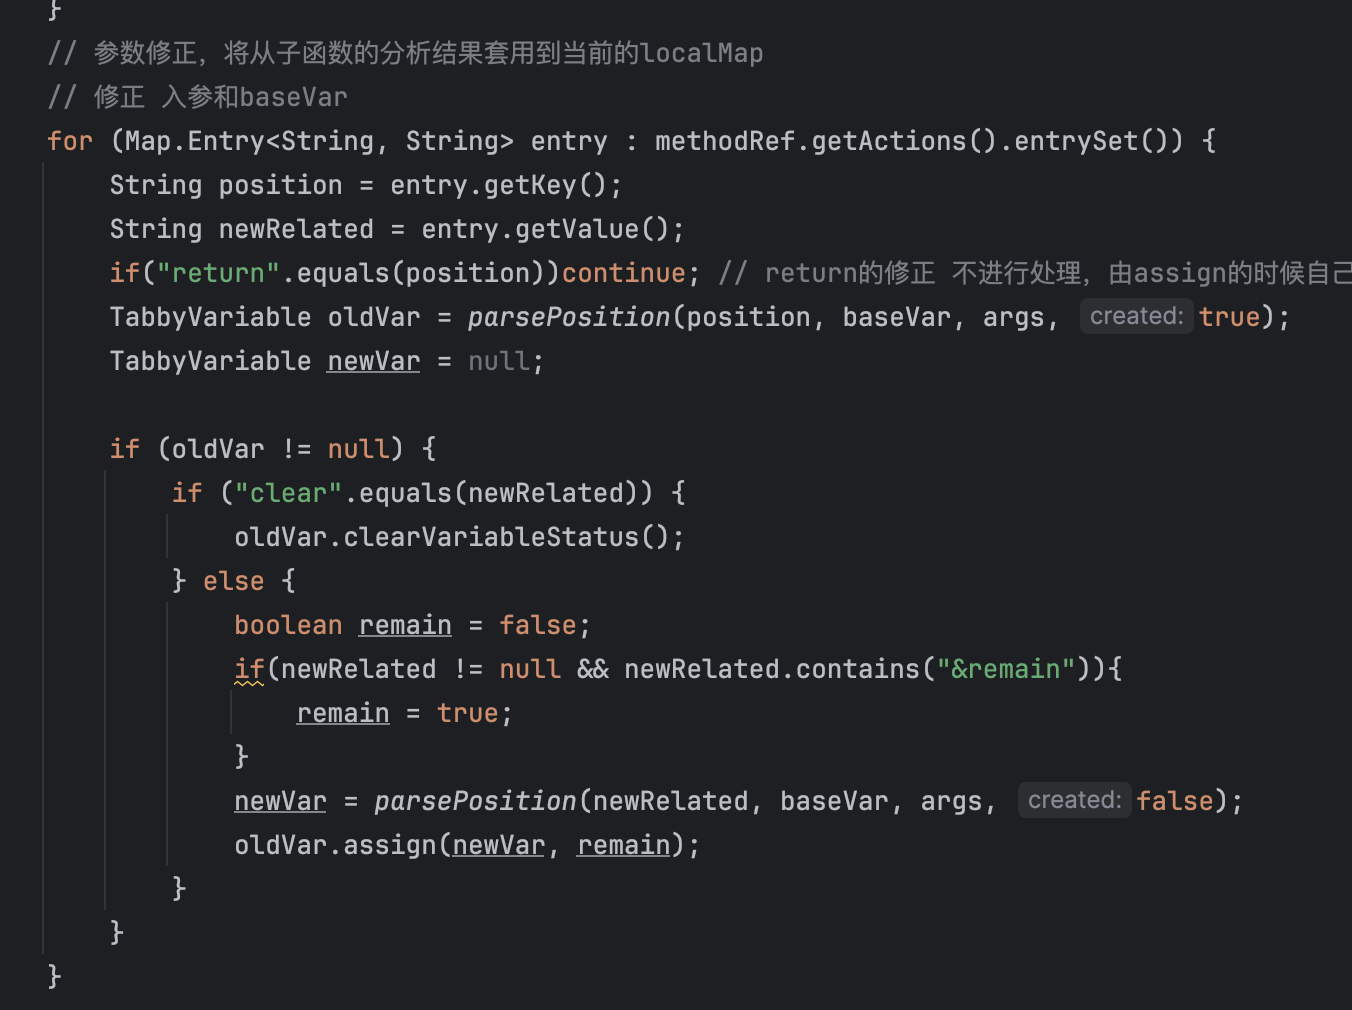 }
// 参数修正，将从子函数的分析结果套用到当前的localMap
// 修正 入参和baseVar
for (Map.Entry<String, String> entry : methodRef.getActions().entrySet()) {
String position = entry.getKey();
String newRelated = entry.getValue();
if("return".equals(position))continue; // return的修正 不进行处理，由assign的时候自己
TabbyVariable oldVar = parsePosition(position, baseVar, args, created: true);
TabbyVariable newVar = null;
if (oldVar != null) {
if ("clear".equals(newRelated)) {
oldVar.clearVariableStatus();
} else {
boolean remain = false;
if(newRelated != null && newRelated.contains("&remain")){
remain = true;
}
newVar = parsePosition(newRelated, baseVar, args, created: false);
oldVar.assign(newVar, remain);
}
}
}